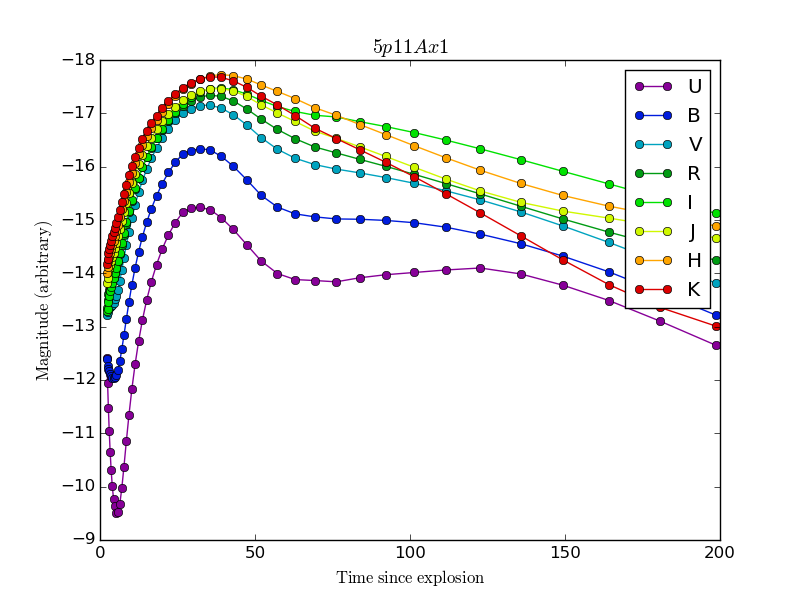 5p11Ax1
−18
−17
−16
−15
−14
−13
−12
−11
−10
−9
Magnitude (arbitrary)
U
B
V
R
I
J
H
K
0
50
100
150
200
Time since explosion